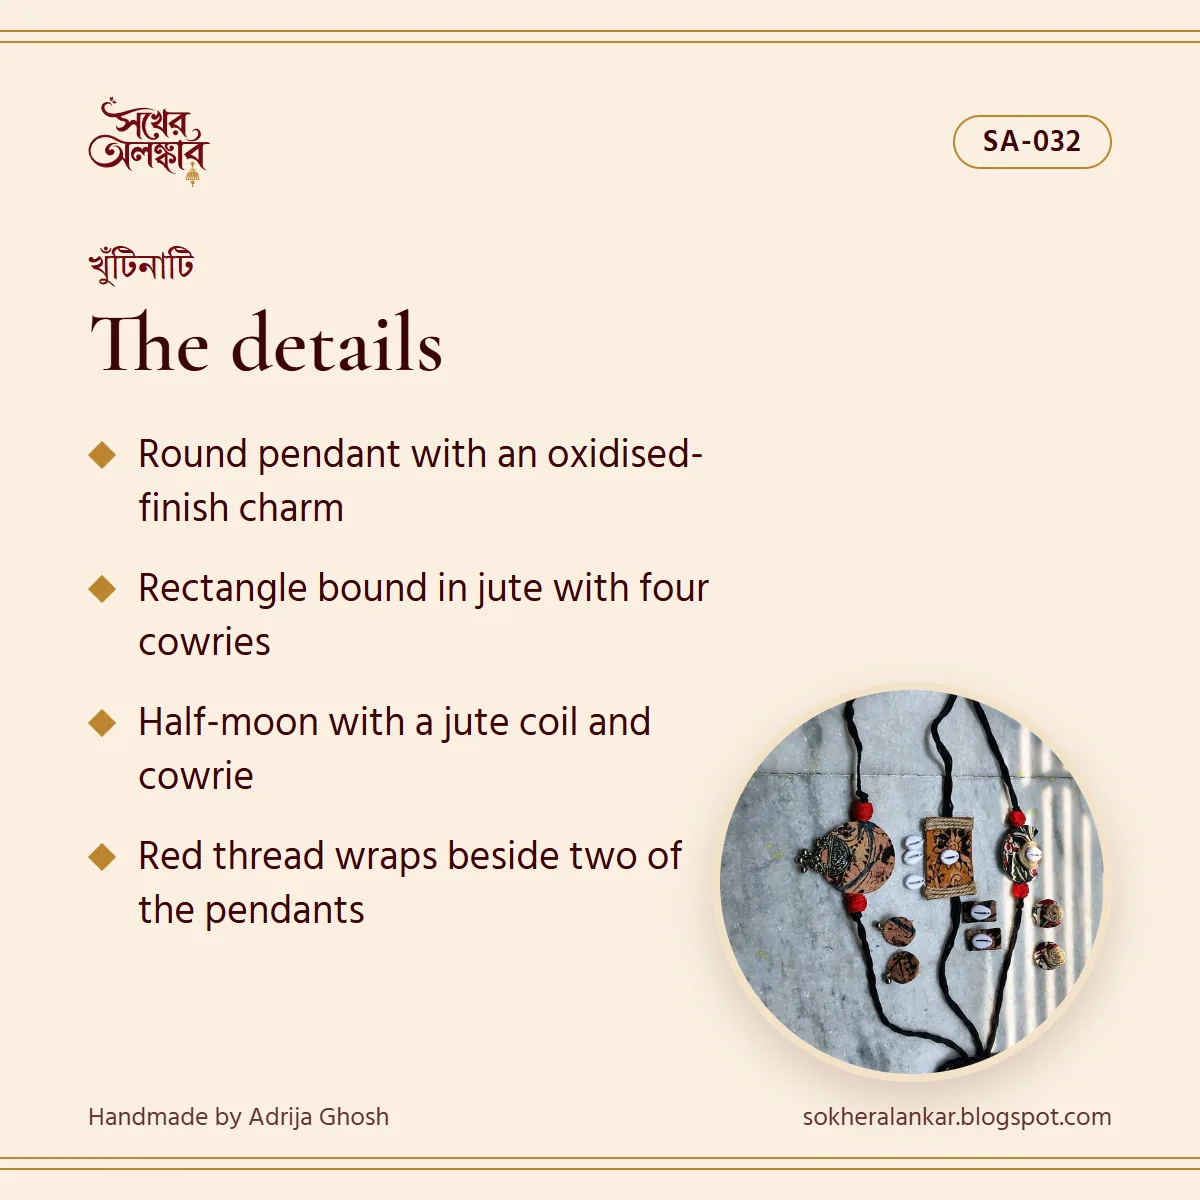 সখের
অলঙ্কার
SA-032
খুঁটিনাটি
The details
Round pendant with an oxidised-
finish charm
Rectangle bound in jute with four
cowries
Half-moon with a jute coil and
cowrie
Red thread wraps beside two of
the pendants
Handmade by Adrija Ghosh
sokheralankar.blogspot.com